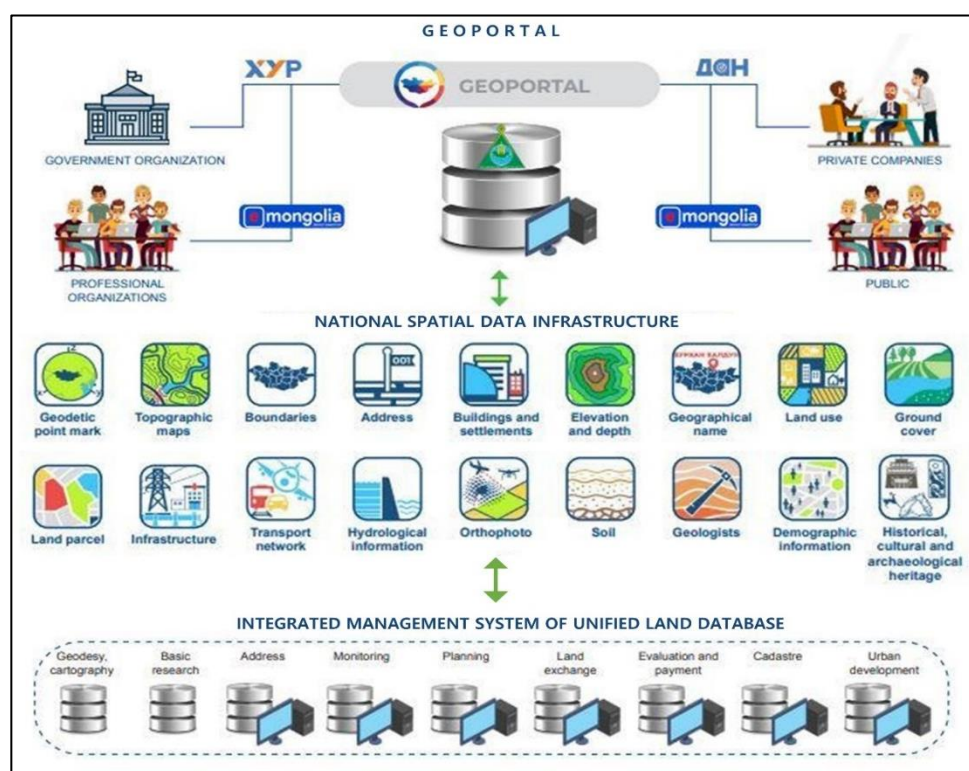 GEOPORTAL
ХУР
GEOPORTAL
ДАН
GOVERNMENT ORGANIZATION
PRIVATE COMPANIES
e mongolia
e mongolia
PROFESSIONAL
ORGANIZATIONS
PUBLIC
NATIONAL SPATIAL DATA INFRASTRUCTURE
Geodetic
point mark
Topographic
maps
Boundaries
001
Address
Buildings and
settlements
Elevation
and depth
БУРХАН ХАЛДУН
Geographical
name
Land use
Ground
cover
Land parcel
Infrastructure
Transport
network
Hydrological
information
Orthophoto
Soil
Geologists
Demographic
information
Historical,
cultural and
archaeological
heritage
INTEGRATED MANAGEMENT SYSTEM OF UNIFIED LAND DATABASE
Geodesy,
cartography
Basic
research
Address
Monitoring
Planning
Land
exchange
Evaluation and
payment
Cadastre
Urban
development